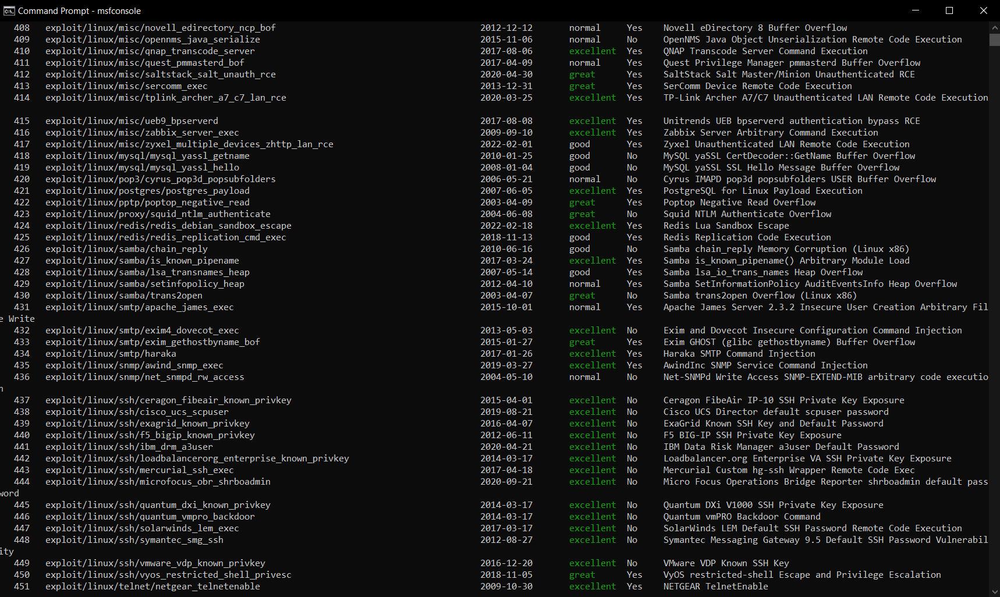 Command Prompt - msfconsole
408 exploit/linux/misc/novell_edirectory_ncp_bof 2012-12-12 normal Yes Novell eDirectory 8 Buffer Overflow
409 exploit/linux/misc/opennms_java_serialize 2015-11-06 normal No OpenNMS Java Object Unserialization Remote Code Execution
410 exploit/linux/misc/qnap_transcode_server 2017-08-06 excellent Yes QNAP Transcode Server Command Execution
411 exploit/linux/misc/quest_pmmasterd_bof 2017-04-09 normal Yes Quest Privilege Manager pmmasterd Buffer Overflow
412 exploit/linux/misc/saltstack_salt_unauth_rce 2020-04-30 great Yes SaltStack Salt Master/Minion Unauthenticated RCE
413 exploit/linux/misc/sercomm_exec 2013-12-31 great Yes SerComm Device Remote Code Execution
414 exploit/linux/misc/tplink_archer_a7_c7_lan_rce 2020-03-25 excellent Yes TP-Link Archer A7/C7 Unauthenticated LAN Remote Code Execution
415 exploit/linux/misc/ueb9_bpserverd 2017-08-08 excellent Yes Unitrends UEB bpserverd authentication bypass RCE
416 exploit/linux/misc/zabbix_server_exec 2009-09-10 excellent Yes Zabbix Server Arbitrary Command Execution
417 exploit/linux/misc/zyxel_multiple_devices_zhttp_lan_rce 2022-02-01 good Yes Zyxel Unauthenticated LAN Remote Code Execution
418 exploit/linux/mysql/mysql_yassl_getname 2010-01-25 good No MySQL yaSSL CertDecoder::GetName Buffer Overflow
419 exploit/linux/mysql/mysql_yassl_hello 2008-01-04 good No MySQL yaSSL SSL Hello Message Buffer Overflow
420 exploit/linux/pop3/cyrus_pop3d_popsubfolders 2006-05-21 normal No Cyrus IMAPD pop3d popsubfolders USER Buffer Overflow
421 exploit/linux/postgres/postgres_payload 2007-06-05 excellent Yes PostgreSQL for Linux Payload Execution
422 exploit/linux/pptp/poptop_negative_read 2003-04-09 great Yes Poptop Negative Read Overflow
423 exploit/linux/proxy/squid_ntlm_authenticate 2004-06-08 great No Squid NTLM Authenticate Overflow
424 exploit/linux/redis/redis_debian_sandbox_escape 2022-02-18 excellent Yes Redis Lua Sandbox Escape
425 exploit/linux/redis/redis_replication_cmd_exec 2018-11-13 good Yes Redis Replication Code Execution
426 exploit/linux/samba/chain_reply 2010-06-16 good No Samba chain_reply Memory Corruption (Linux x86)
427 exploit/linux/samba/is_known_pipename 2017-03-24 excellent Yes Samba is_known_pipename() Arbitrary Module Load
428 exploit/linux/samba/lsa_transnames_heap 2007-05-14 good Yes Samba lsa_io_trans_names Heap Overflow
429 exploit/linux/samba/setinfopolicy_heap 2012-04-10 normal Yes Samba SetInformationPolicy AuditEventsInfo Heap Overflow
430 exploit/linux/samba/trans2open 2003-04-07 great No Samba trans2open Overflow (Linux x86)
431 exploit/linux/smtp/apache_james_exec 2015-10-01 normal Yes Apache James Server 2.3.2 Insecure User Creation Arbitrary Fil
e Write
432 exploit/linux/smtp/exim4_dovecot_exec 2013-05-03 excellent No Exim and Dovecot Insecure Configuration Command Injection
433 exploit/linux/smtp/exim_gethostbyname_bof 2015-01-27 great Yes Exim GHOST (glibc gethostbyname) Buffer Overflow
434 exploit/linux/smtp/haraka 2017-01-26 excellent Yes Haraka SMTP Command Injection
435 exploit/linux/snmp/awind_snmp_exec 2019-03-27 excellent Yes AwindInc SNMP Service Command Injection
436 exploit/linux/snmp/net_snmpd_rw_access 2004-05-10 normal No Net-SNMPd Write Access SNMP-EXTEND-MIB arbitrary code executio
n
437 exploit/linux/ssh/ceragon_fibeair_known_privkey 2015-04-01 excellent No Ceragon FibeAir IP-10 SSH Private Key Exposure
438 exploit/linux/ssh/cisco_ucs_scpuser 2019-08-21 excellent No Cisco UCS Director default scpuser password
439 exploit/linux/ssh/exagrid_known_privkey 2016-04-07 excellent No ExaGrid Known SSH Key and Default Password
440 exploit/linux/ssh/f5_bigip_known_privkey 2012-06-11 excellent No F5 BIG-IP SSH Private Key Exposure
441 exploit/linux/ssh/ibm_drm_a3user 2020-04-21 excellent No IBM Data Risk Manager a3user Default Password
442 exploit/linux/ssh/loadbalancerorg_enterprise_known_privkey 2014-03-17 excellent No Loadbalancer.org Enterprise VA SSH Private Key Exposure
443 exploit/linux/ssh/mercurial_ssh_exec 2017-04-18 excellent No Mercurial Custom hg-ssh Wrapper Remote Code Exec
444 exploit/linux/ssh/microfocus_obr_shrboadmin 2020-09-21 excellent No Micro Focus Operations Bridge Reporter shrboadmin default pass
word
445 exploit/linux/ssh/quantum_dxi_known_privkey 2014-03-17 excellent No Quantum DXi V1000 SSH Private Key Exposure
446 exploit/linux/ssh/quantum_vmpro_backdoor 2014-03-17 excellent No Quantum vmPRO Backdoor Command
447 exploit/linux/ssh/solarwinds_lem_exec 2017-03-17 excellent No SolarWinds LEM Default SSH Password Remote Code Execution
448 exploit/linux/ssh/symantec_smg_ssh 2012-08-27 excellent No Symantec Messaging Gateway 9.5 Default SSH Password Vulnerabil
ity
449 exploit/linux/ssh/vmware_vdp_known_privkey 2016-12-20 excellent No VMware VDP Known SSH Key
450 exploit/linux/ssh/vyos_restricted_shell_privesc 2018-11-05 great Yes VyOS restricted-shell Escape and Privilege Escalation
451 exploit/linux/telnet/netgear_telnetenable 2009-10-30 excellent Yes NETGEAR TelnetEnable